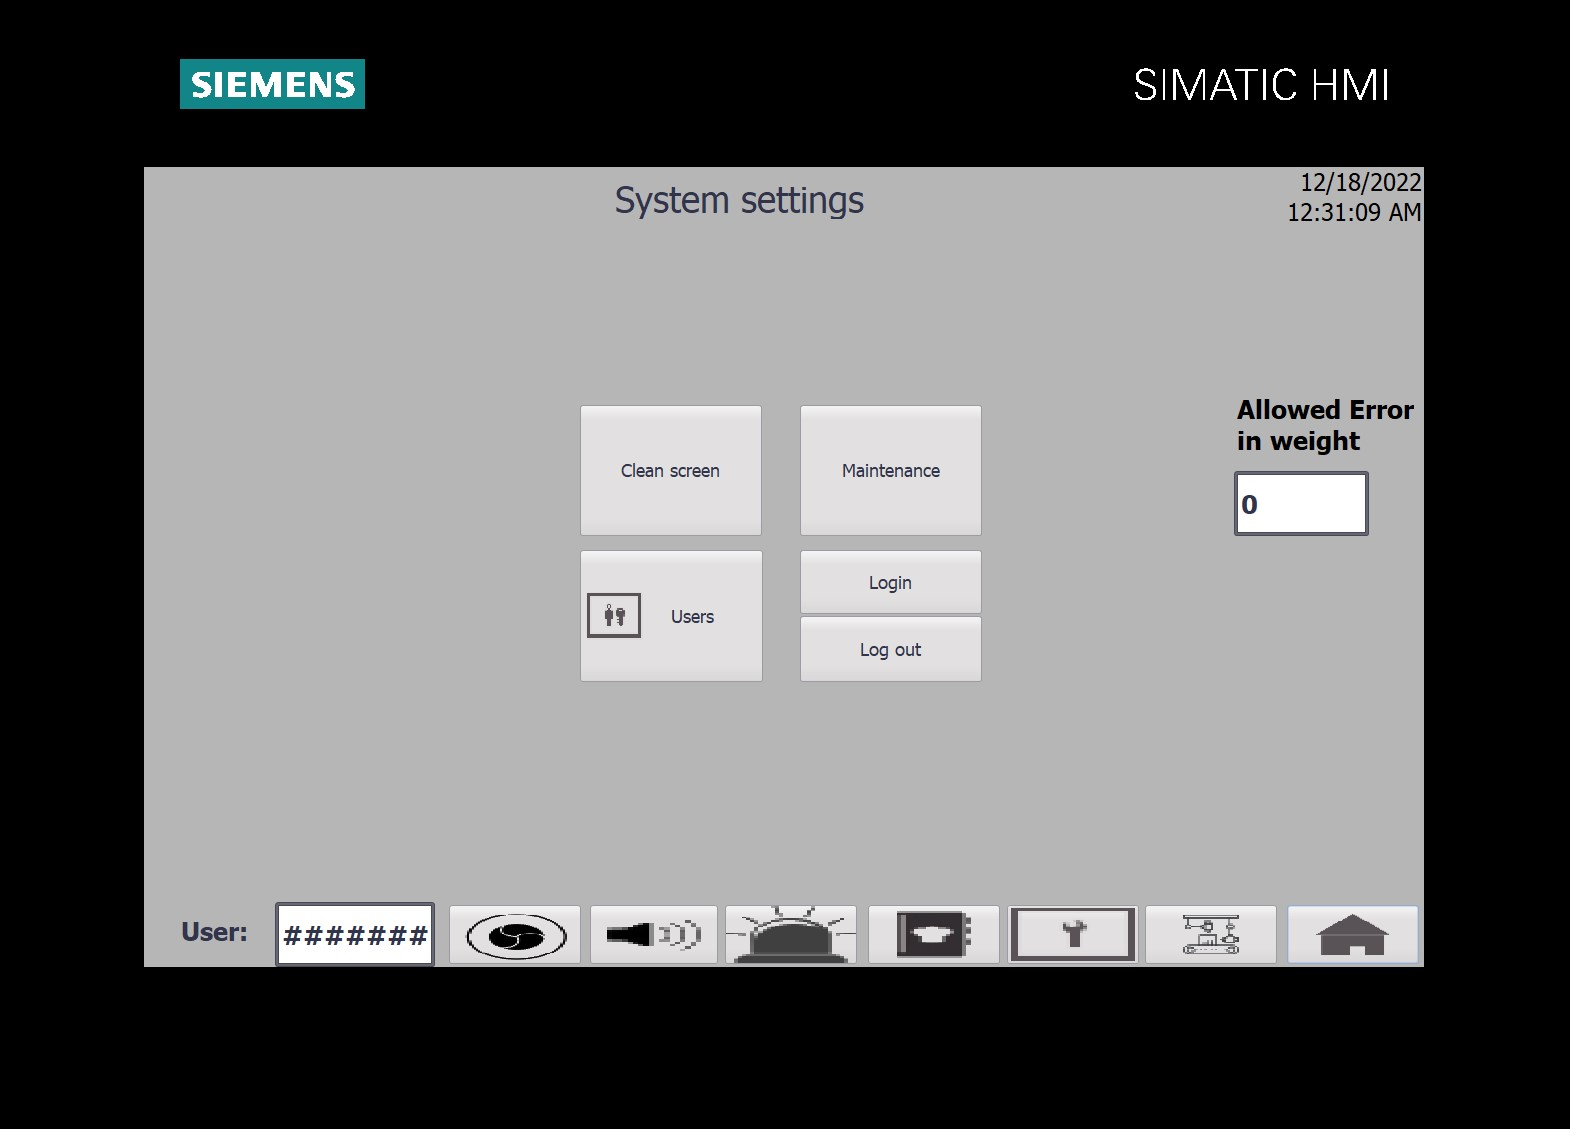 SIEMENS
SIMATIC HMI
System settings
12/18/2022
12:31:09 AM
Clean screen
Maintenance
Allowed Error
in weight
0
Users
Login
Log out
User:
#######